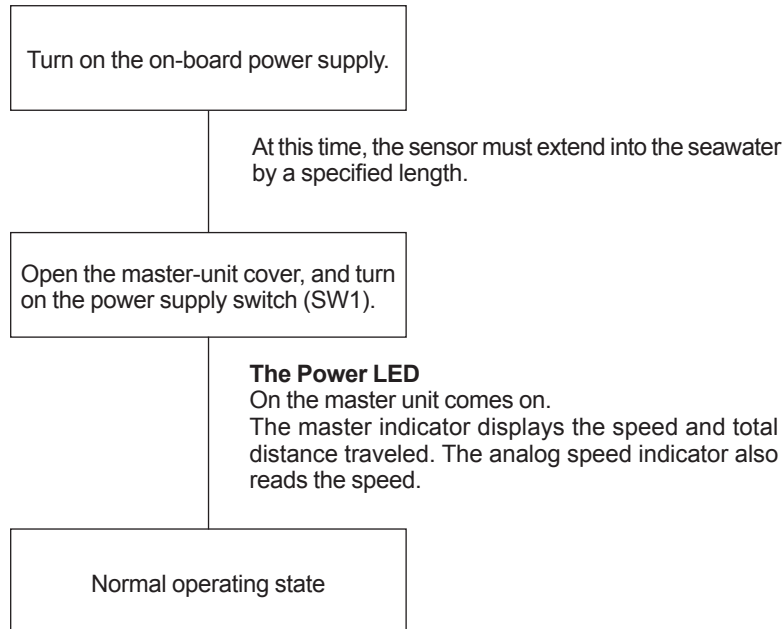 Turn on the on-board power supply.
At this time, the sensor must extend into the seawater
by a specified length.
Open the master-unit cover, and turn
on the power supply switch (SW1).
The Power LED
On the master unit comes on.
The master indicator displays the speed and total
distance traveled. The analog speed indicator also
reads the speed.
Normal operating state